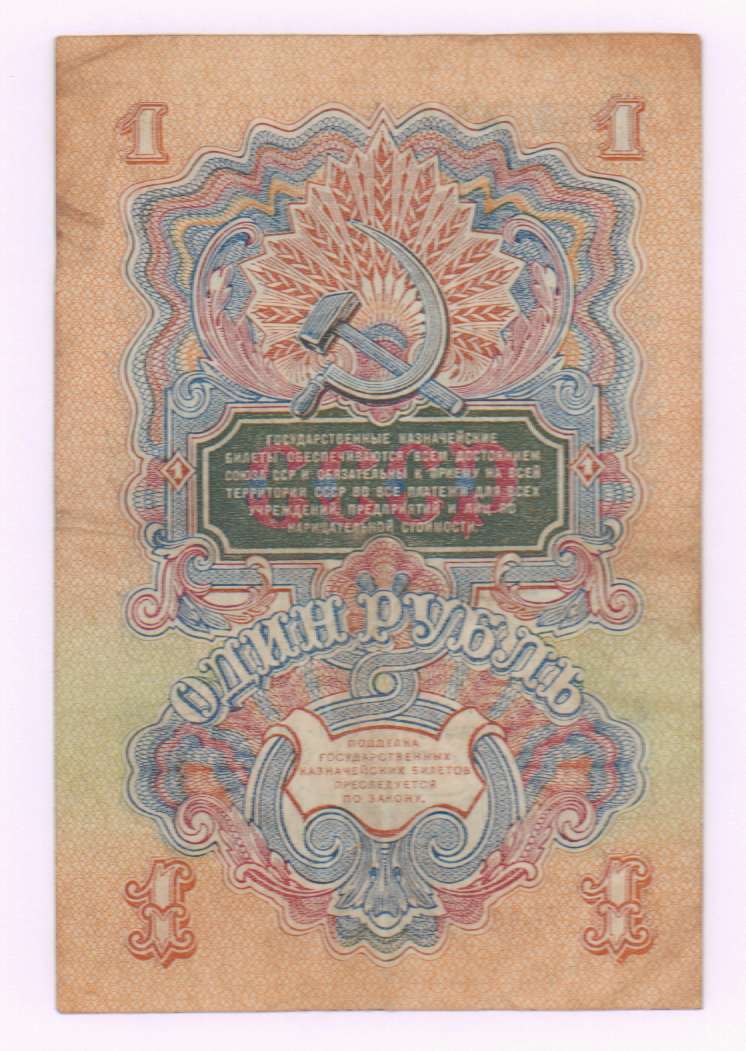 1 1
ГОСУДАРСТВЕННЫЕ КАЗНАЧЕЙСКИЕ
БИЛЕТЫ ОБЕСПЕЧИВАЮТСЯ ВСЕМ ДОСТОЯНИЕМ
СОЮЗА ССР И ОБЯЗАТЕЛЬНЫ К ПРИЕМУ НА ВСЕЙ
ТЕРРИТОРИИ СССР ВО ВСЕ ПЛАТЕЖИ ДЛЯ ВСЕХ
УЧРЕЖДЕНИЙ, ПРЕДПРИЯТИЙ И ЛИЦ ПО
НАРИЦАТЕЛЬНОЙ СТОИМОСТИ.
СССР
1 1
ОДИН РУБЛЬ
ПОДДЕЛКА
ГОСУДАРСТВЕННЫХ
КАЗНАЧЕЙСКИХ БИЛЕТОВ
ПРЕСЛЕДУЕТСЯ
ПО ЗАКОНУ.
1 1